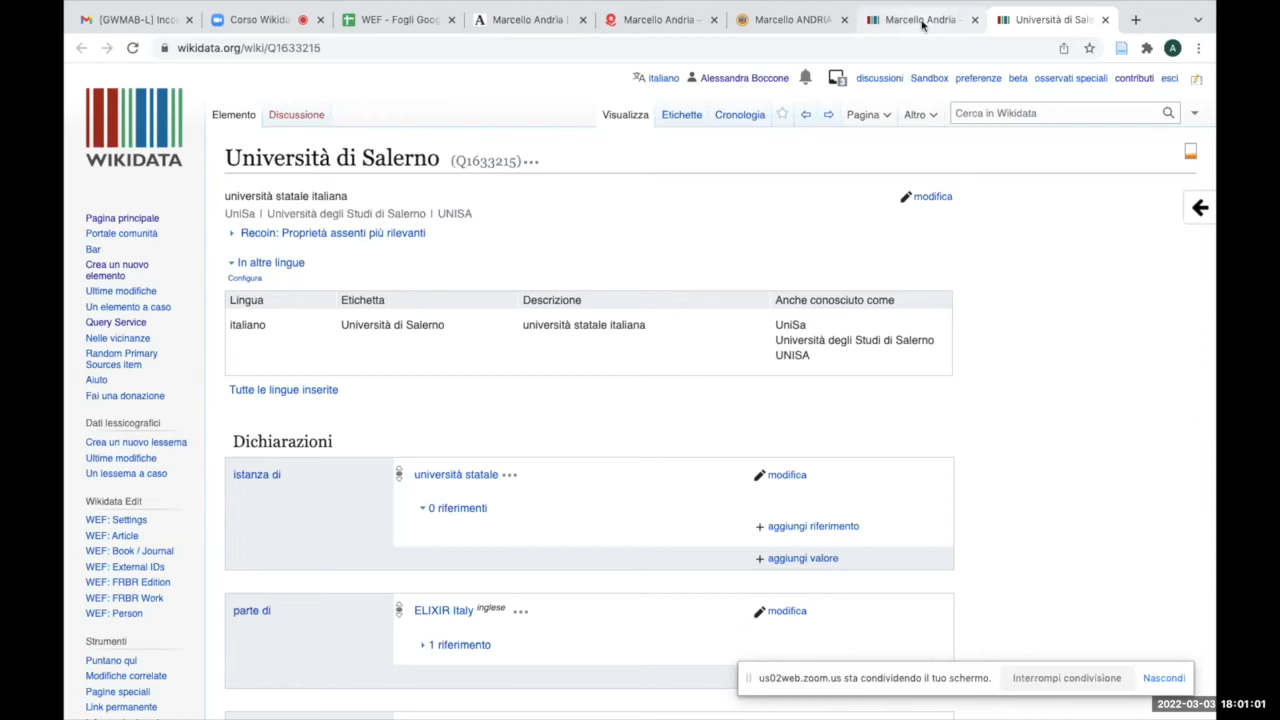 [GWMAB-L] Incon
Corso Wikida
WEF - Fogli Goog
Marcello Andria |
Marcello Andria –
Marcello ANDRIA
Marcello Andria -
Università di Sale
wikidata.org/wiki/Q1633215
A
italiano
Alessandra Boccone
discussioni
Sandbox
preferenze
beta
osservati speciali
contributi
esci
WIKIDATA
Elemento
Discussione
Visualizza
Etichette
Cronologia
Pagina
Altro
Cerca in Wikidata
Università di Salerno (Q1633215)
università statale italiana
modifica
UniSa | Università degli Studi di Salerno | UNISA
Recoin: Proprietà assenti più rilevanti
In altre lingue
Configura
Lingua Etichetta Descrizione Anche conosciuto come
italiano Università di Salerno università statale italiana UniSa
Università degli Studi di Salerno
UNISA
Tutte le lingue inserite
Dichiarazioni
istanza di
università statale
modifica
0 riferimenti
+ aggiungi riferimento
+ aggiungi valore
parte di
ELIXIR Italy inglese
modifica
1 riferimento
Pagina principale
Portale comunità
Bar
Crea un nuovo
elemento
Ultime modifiche
Un elemento a caso
Query Service
Nelle vicinanze
Random Primary
Sources item
Aiuto
Fai una donazione
Dati lessicografici
Crea un nuovo lessema
Ultime modifiche
Un lessema a caso
Wikidata Edit
WEF: Settings
WEF: Article
WEF: Book / Journal
WEF: External IDs
WEF: FRBR Edition
WEF: FRBR Work
WEF: Person
Strumenti
Puntano qui
Modifiche correlate
Pagine speciali
Link permanente
us02web.zoom.us sta condividendo il tuo schermo.
Interrompi condivisione
Nascondi
2022-03-03 18:01:01